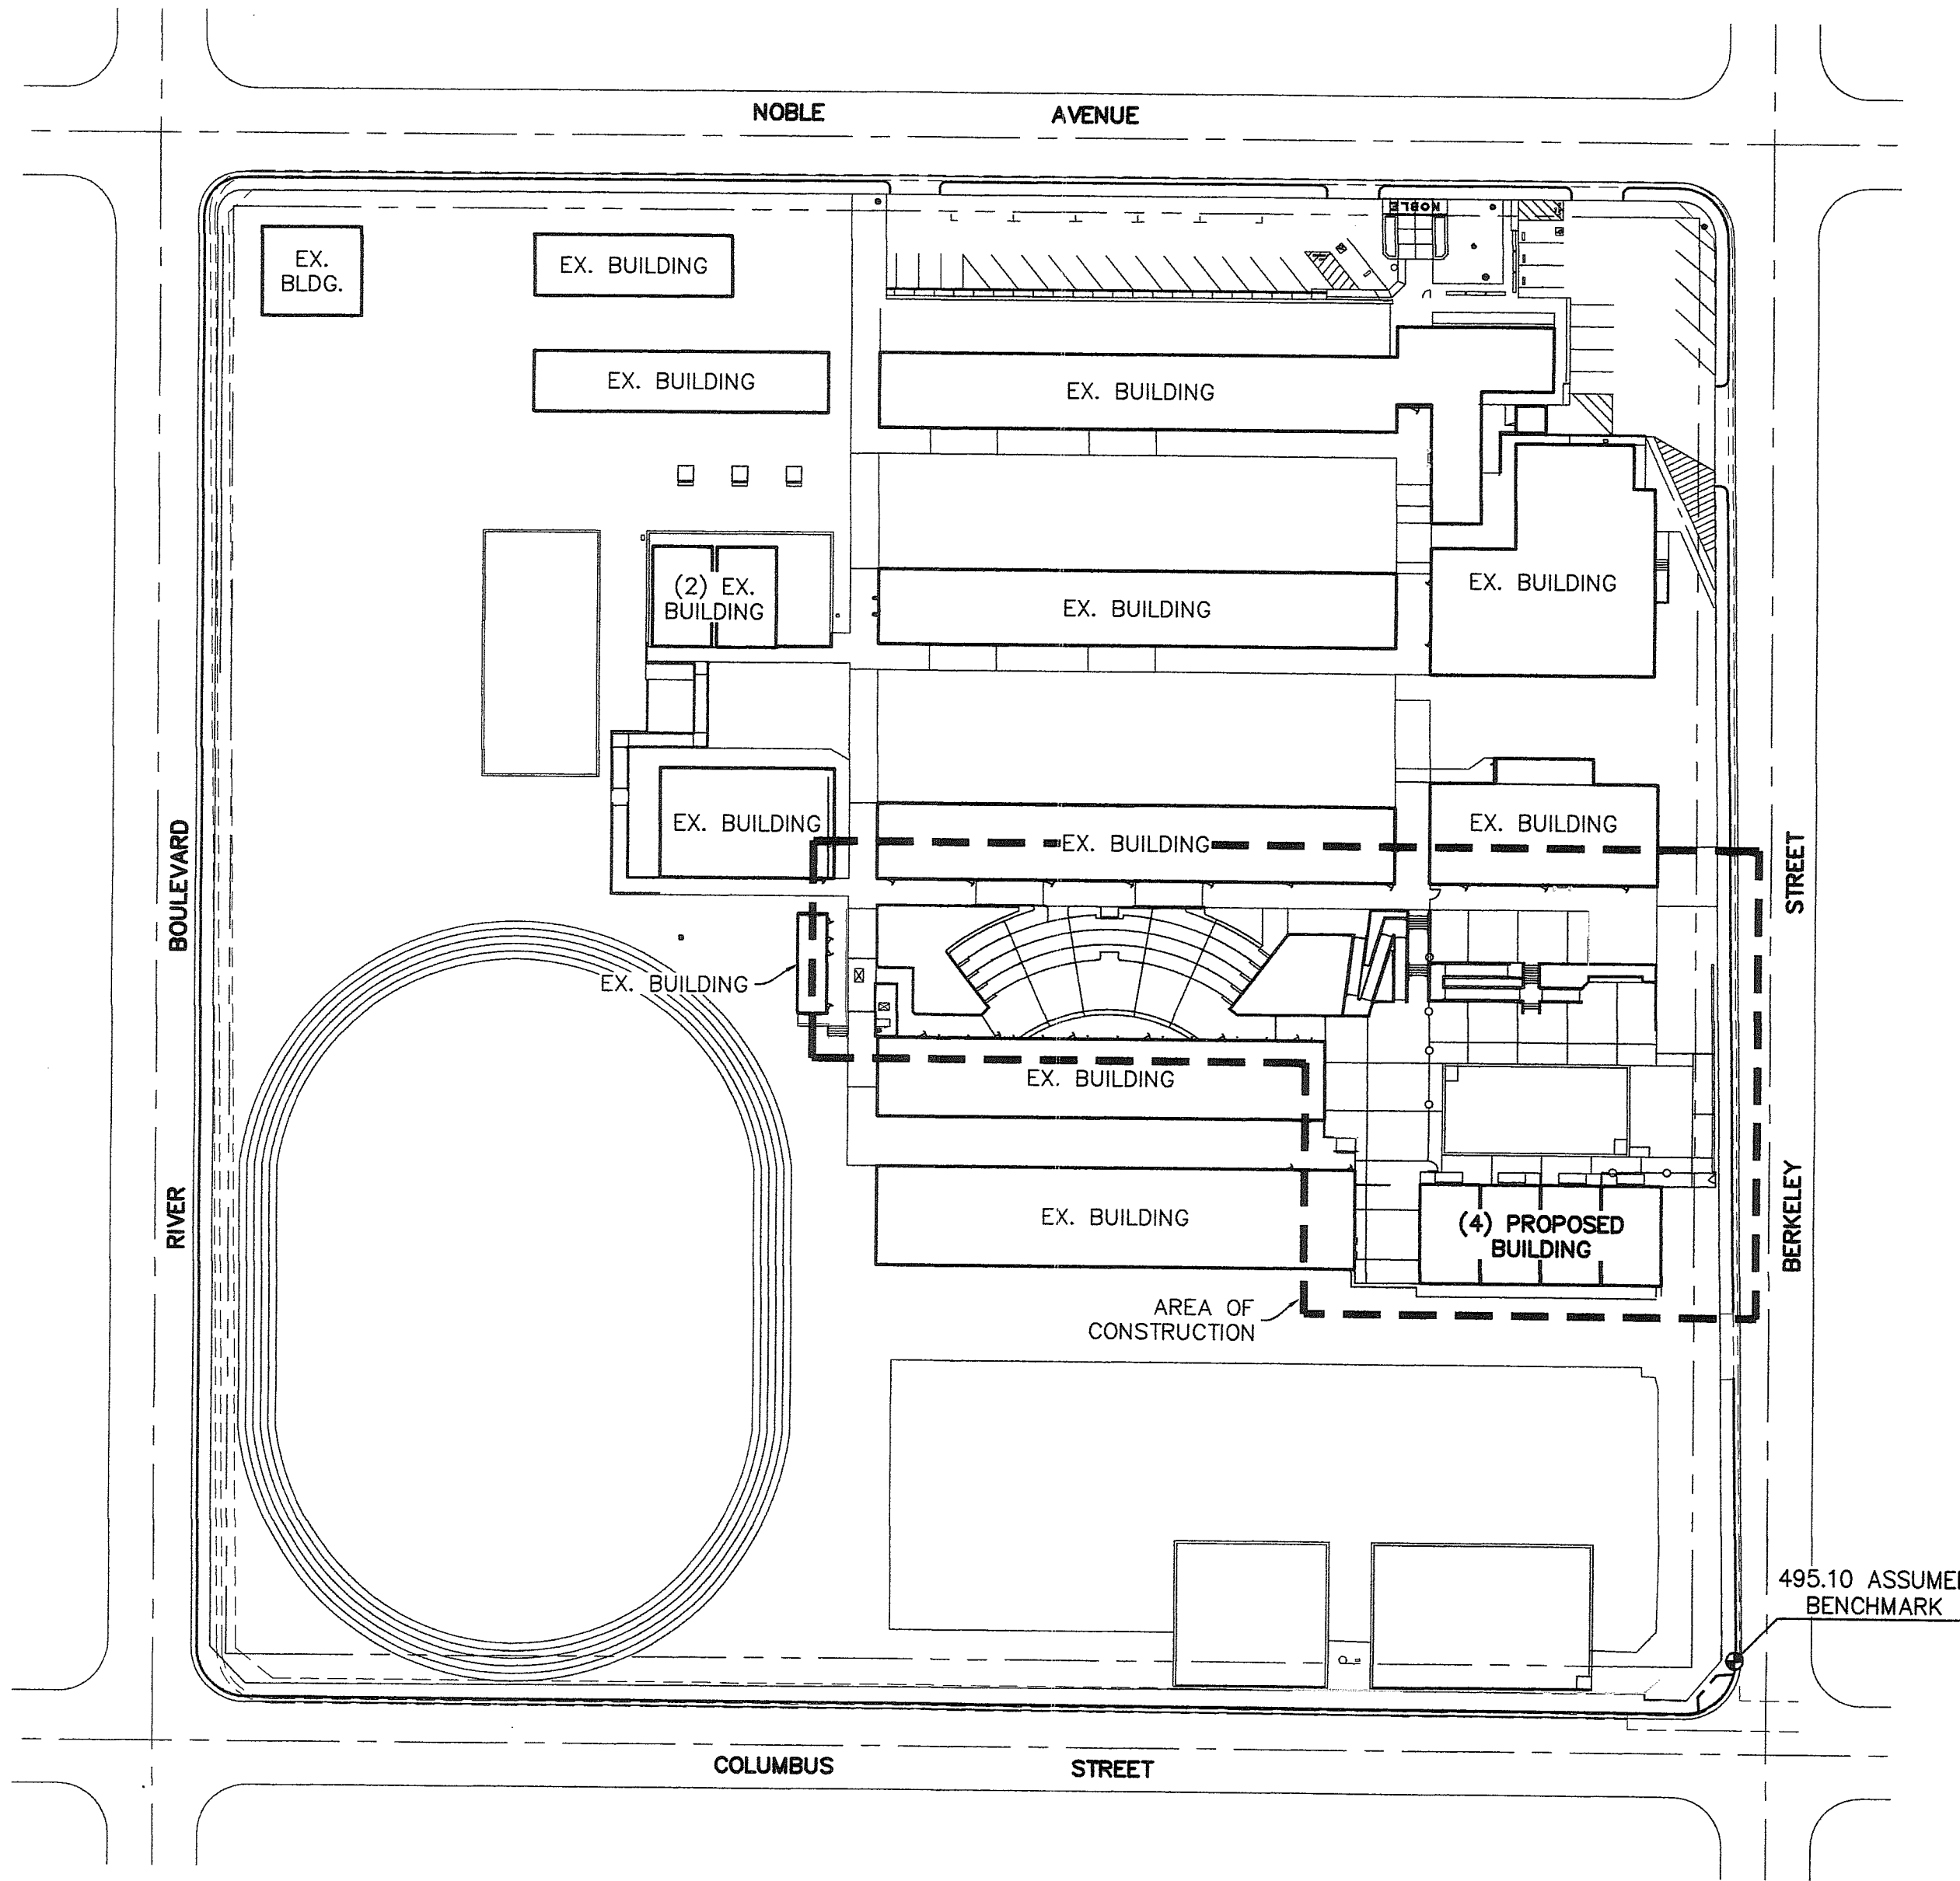 NOBLE AVENUE
NOBLE
EX.
BLDG.
EX. BUILDING
EX. BUILDING
EX. BUILDING
(2) EX.
BUILDING
EX. BUILDING
EX. BUILDING
EX. BUILDING
EX. BUILDING
EX. BUILDING
RIVER BOULEVARD
BERKELEY STREET
EX. BUILDING
EX. BUILDING
EX. BUILDING
(4) PROPOSED
BUILDING
AREA OF
CONSTRUCTION
495.10 ASSUME
BENCHMARK
COLUMBUS STREET